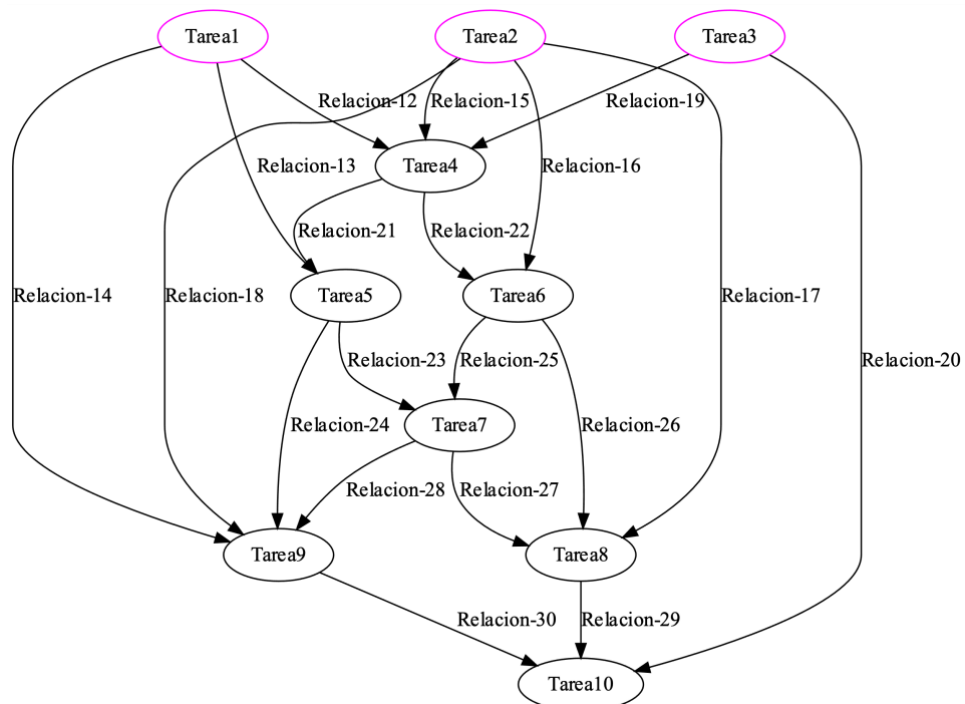 Tarea1
Tarea2
Tarea3
Relacion-12
Relacion-15
Relacion-19
Relacion-13
Tarea4
Relacion-16
Relacion-21
Relacion-22
Relacion-14
Relacion-18
Tarea5
Tarea6
Relacion-17
Relacion-23
Relacion-25
Relacion-20
Relacion-24
Tarea7
Relacion-26
Relacion-28
Relacion-27
Tarea9
Tarea8
Relacion-30
Relacion-29
Tarea10